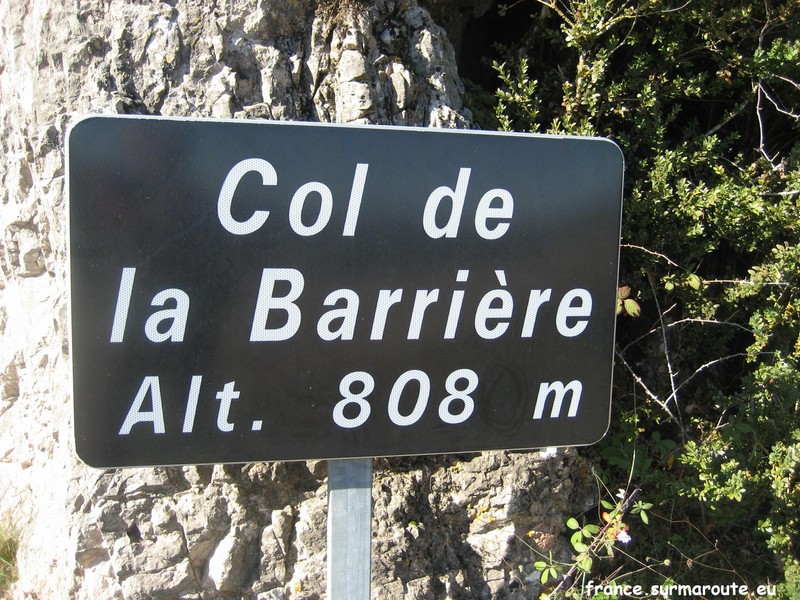 Col de
la Barrière
Alt. 808 m
france.surmaroute.eu